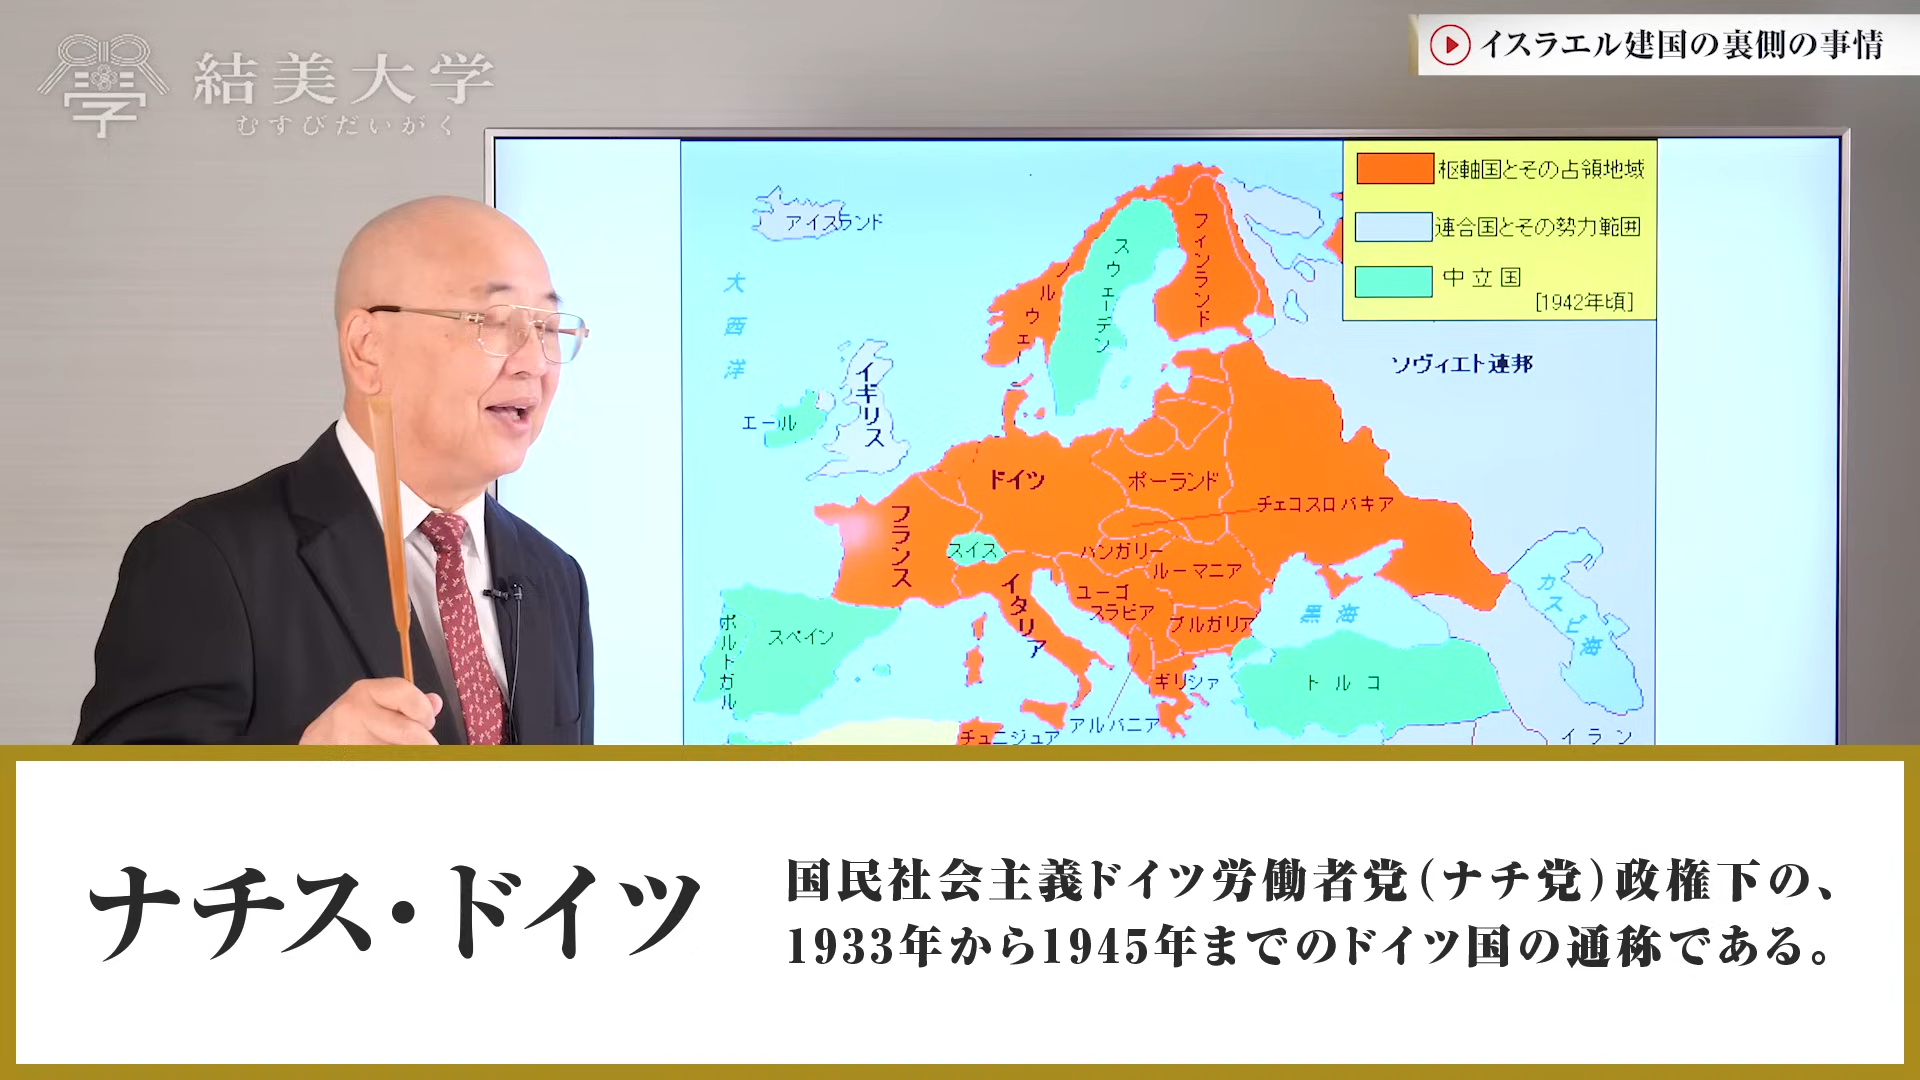 結美大学
むすびだいがく
イスラエル建国の裏側の事情
枢軸国とその占領地域
連合国とその勢力範囲
中立国
[1942年頃]
アイスランド
大西洋
ノルウェー
スウェーデン
フィンランド
ソヴィエト連邦
イギリス
エール
ドイツ
ポーランド
チェコスロバキア
フランス
スイス
ハンガリー
ルーマニア
イタリア
ユーゴ
スラビア
ブルガリア
黒海
カスピ海
ポルトガル
スペイン
ギリシァ
トルコ
アルバニア
チュニジュア
イラン
ナチス・ドイツ
国民社会主義ドイツ労働者党(ナチ党)政権下の、
1933年から1945年までのドイツ国の通称である。